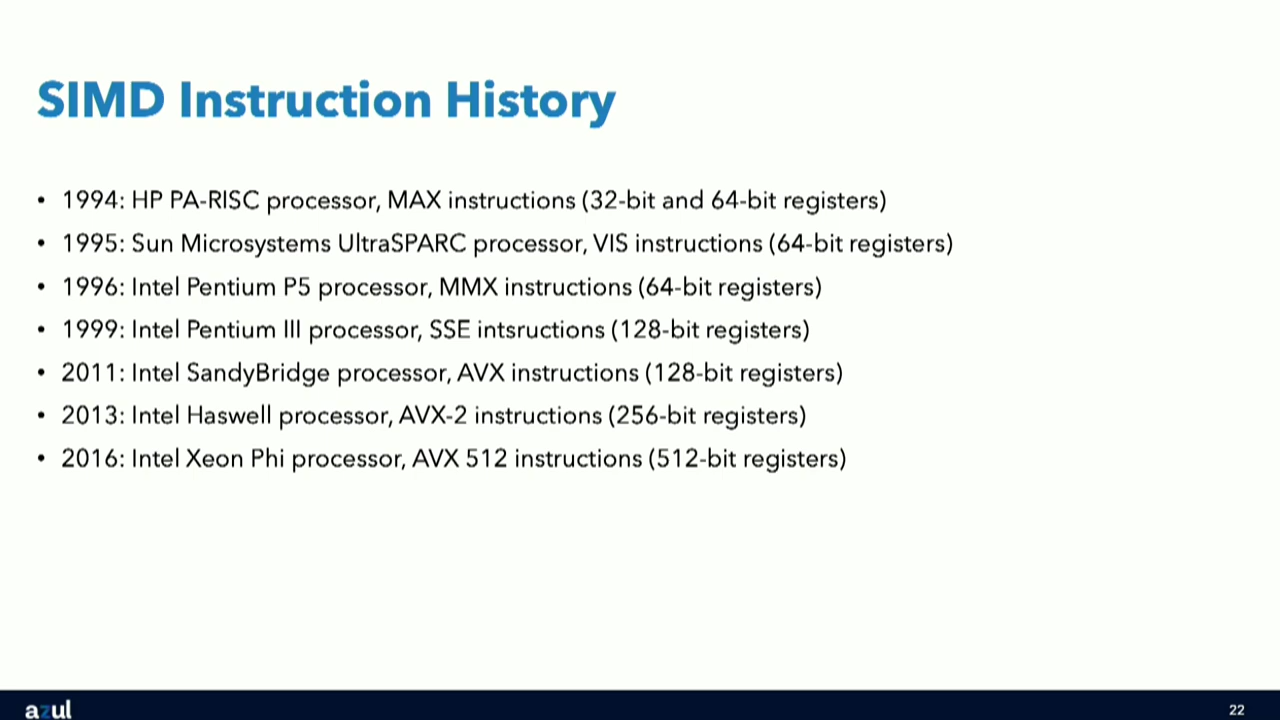 SIMD Instruction History
• 1994: HP PA-RISC processor, MAX instructions (32-bit and 64-bit registers)
• 1995: Sun Microsystems UltraSPARC processor, VIS instructions (64-bit registers)
• 1996: Intel Pentium P5 processor, MMX instructions (64-bit registers)
• 1999: Intel Pentium III processor, SSE intsructions (128-bit registers)
• 2011: Intel SandyBridge processor, AVX instructions (128-bit registers)
• 2013: Intel Haswell processor, AVX-2 instructions (256-bit registers)
• 2016: Intel Xeon Phi processor, AVX 512 instructions (512-bit registers)
azul
22